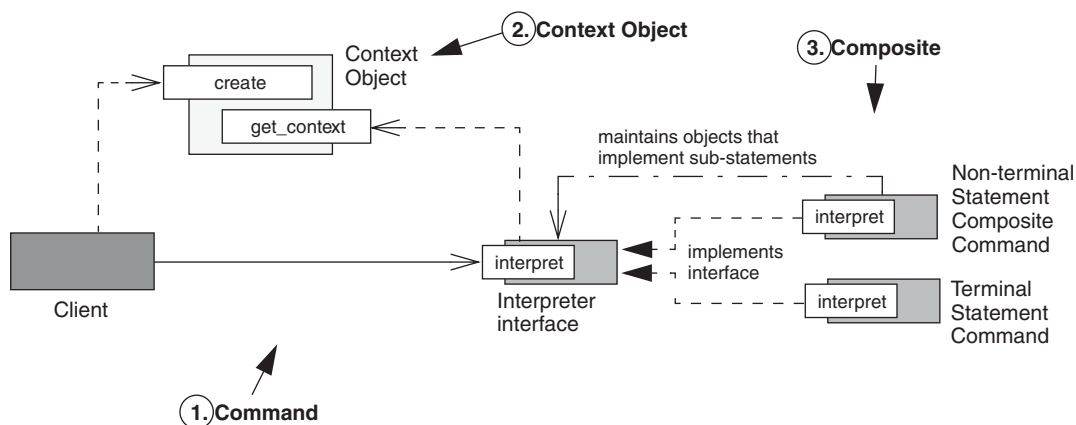 2. Context Object
3. Composite
Context
Object
create
get_context
maintains objects that
implement sub-statements
Non-terminal
Statement
Composite
Command
interpret
interpret
implements
interface
Client
Interpreter
interface
interpret
Terminal
Statement
Command
1. Command